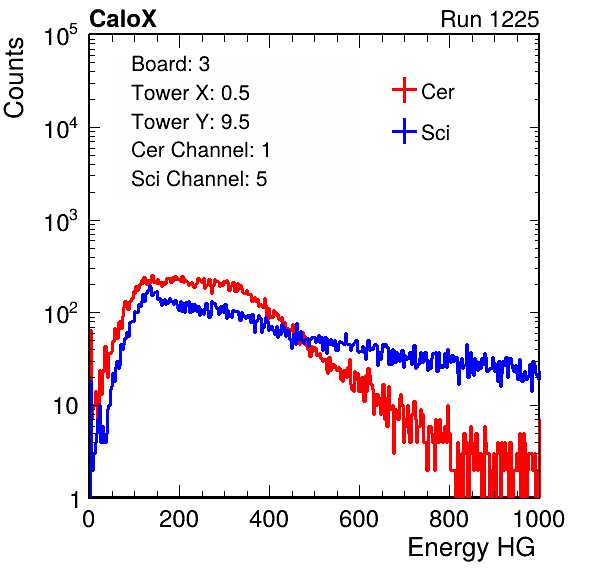 CaloX Run 1225
Counts
10^5
10^4
10^3
10^2
10
1
Board: 3
Tower X: 0.5
Tower Y: 9.5
Cer Channel: 1
Sci Channel: 5
Cer
Sci
0 200 400 600 800 1000
Energy HG